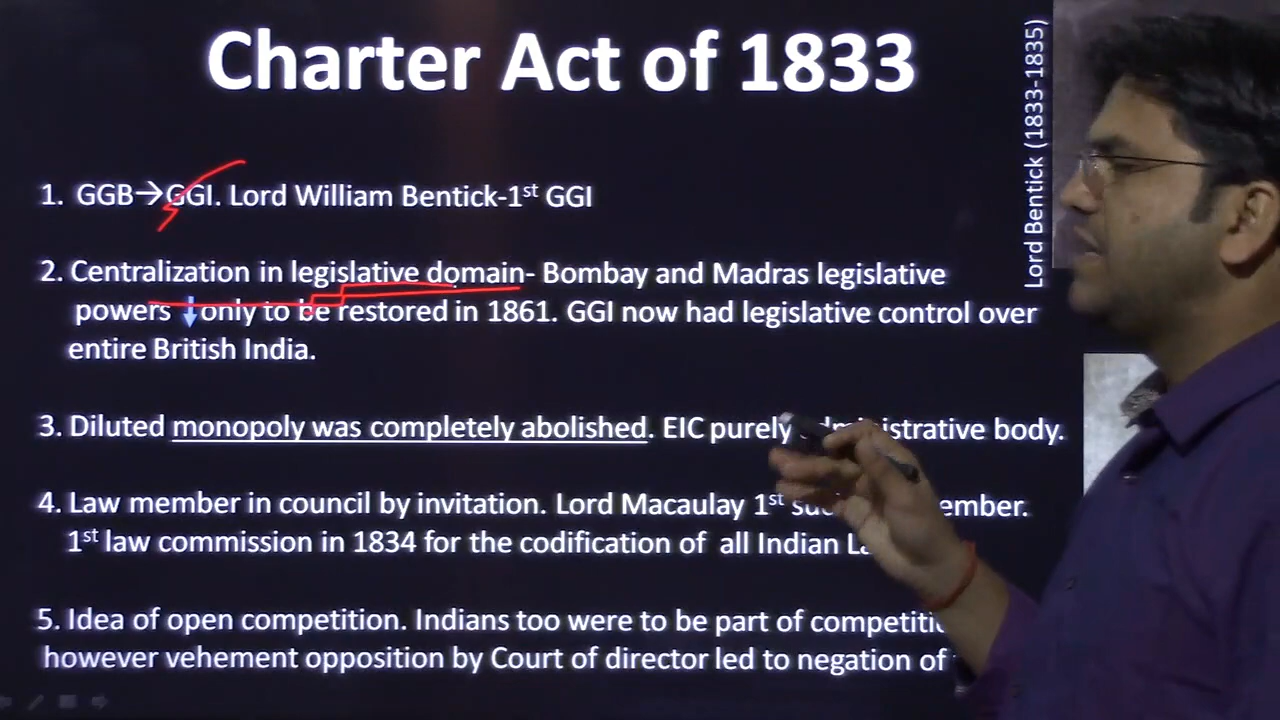 Charter Act of 1833
Lord Bentick (1833-1835)
1. GGB→GGI. Lord William Bentick-1st GGI
2. Centralization in legislative domain- Bombay and Madras legislative
powers ↓only to be restored in 1861. GGI now had legislative control over
entire British India.
3. Diluted monopoly was completely abolished. EIC purely administrative body.
4. Law member in council by invitation. Lord Macaulay 1st
1st law commission in 1834 for the codification of all Indian
5. Idea of open competition. Indians too were to be part of
however vehement opposition by Court of director led to negation of